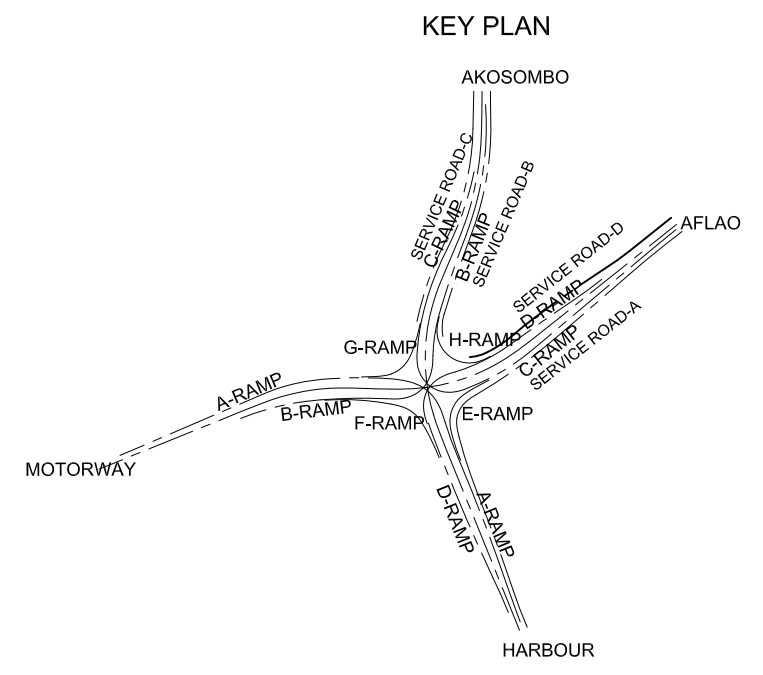 KEY PLAN
AKOSOMBO
SERVICE ROAD-C
C-RAMP
B-RAMP
SERVICE ROAD-B
AFLAO
SERVICE ROAD-D
D-RAMP
C-RAMP
SERVICE ROAD-A
G-RAMP
H-RAMP
A-RAMP
B-RAMP
F-RAMP
E-RAMP
MOTORWAY
D-RAMP
A-RAMP
HARBOUR